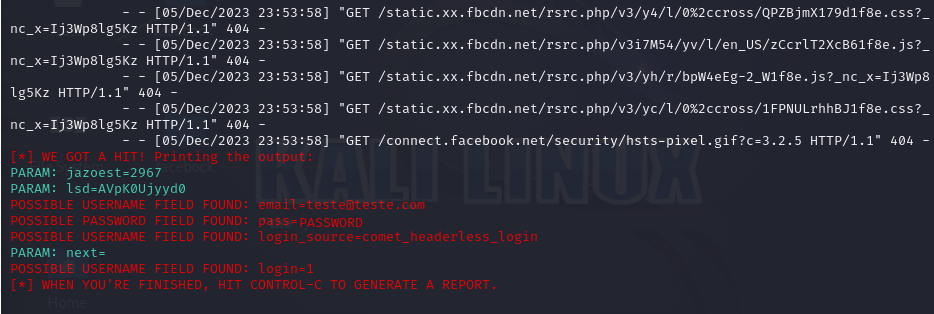 - - [05/Dec/2023 23:53:58] "GET /static.xx.fbcdn.net/rsrc.php/v3/y4/l/0%2ccross/QPZBjmX179d1f8e.css?_
nc_x=Ij3Wp8lg5Kz HTTP/1.1" 404 -
- - [05/Dec/2023 23:53:58] "GET /static.xx.fbcdn.net/rsrc.php/v3i7M54/yv/l/en_US/zCcrlT2XcB61f8e.js?_
nc_x=Ij3Wp8lg5Kz HTTP/1.1" 404 -
- - [05/Dec/2023 23:53:58] "GET /static.xx.fbcdn.net/rsrc.php/v3/yh/r/bpW4eEg-2_W1f8e.js?_nc_x=Ij3Wp8
lg5Kz HTTP/1.1" 404 -
- - [05/Dec/2023 23:53:58] "GET /static.xx.fbcdn.net/rsrc.php/v3/yc/l/0%2ccross/1FPNULrhhBJ1f8e.css?_
nc_x=Ij3Wp8lg5Kz HTTP/1.1" 404 -
- - [05/Dec/2023 23:53:58] "GET /connect.facebook.net/security/hsts-pixel.gif?c=3.2.5 HTTP/1.1" 404 -
[*] WE GOT A HIT! Printing the output:
PARAM: jazoest=2967
PARAM: lsd=AVpK0Ujyyd0
POSSIBLE USERNAME FIELD FOUND: email=teste@teste.com
POSSIBLE PASSWORD FIELD FOUND: pass=PASSWORD
POSSIBLE USERNAME FIELD FOUND: login_source=comet_headerless_login
PARAM: next=
POSSIBLE USERNAME FIELD FOUND: login=1
[*] WHEN YOU'RE FINISHED, HIT CONTROL-C TO GENERATE A REPORT.
KALI LINUX
Home